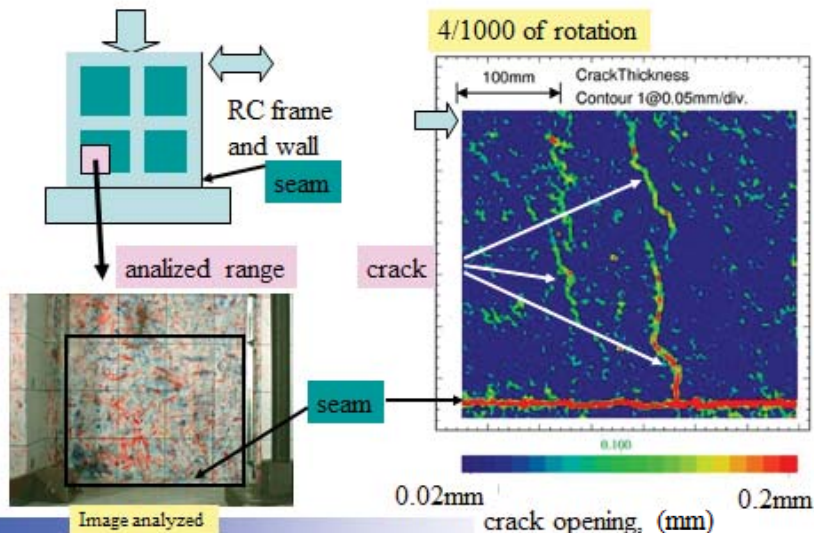 4/1000 of rotation
100mm
CrackThickness
Contour 1@0.05mm/div.
RC frame
and wall
seam
analized range
crack
seam
0.100
0.02mm
0.2mm
Image analyzed
crack opening, (mm)